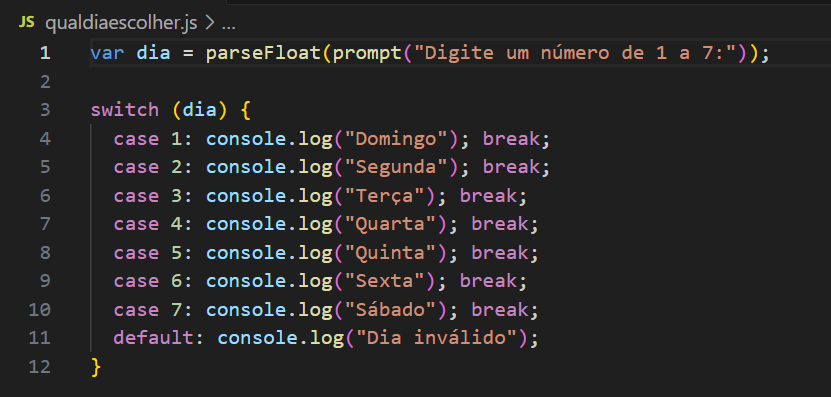 JS qualdiaescolher.js > ...
1 var dia = parseFloat(prompt("Digite um número de 1 a 7:"));
2
3 switch (dia) {
4 case 1: console.log("Domingo"); break;
5 case 2: console.log("Segunda"); break;
6 case 3: console.log("Terça"); break;
7 case 4: console.log("Quarta"); break;
8 case 5: console.log("Quinta"); break;
9 case 6: console.log("Sexta"); break;
10 case 7: console.log("Sábado"); break;
11 default: console.log("Dia inválido");
12 }